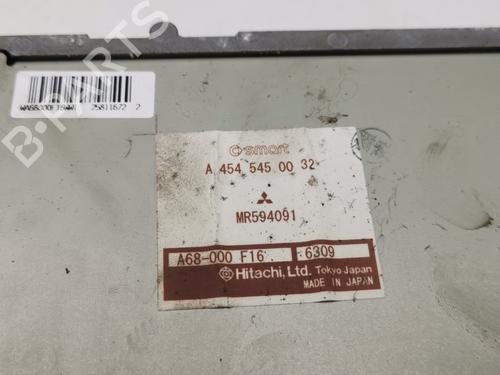 B-PARTS
25811672 2
smart
A 454 545 00 32
MR594091
A68-000 F16 6309
Hitachi, Ltd. Tokyo Japan
MADE IN JAPAN